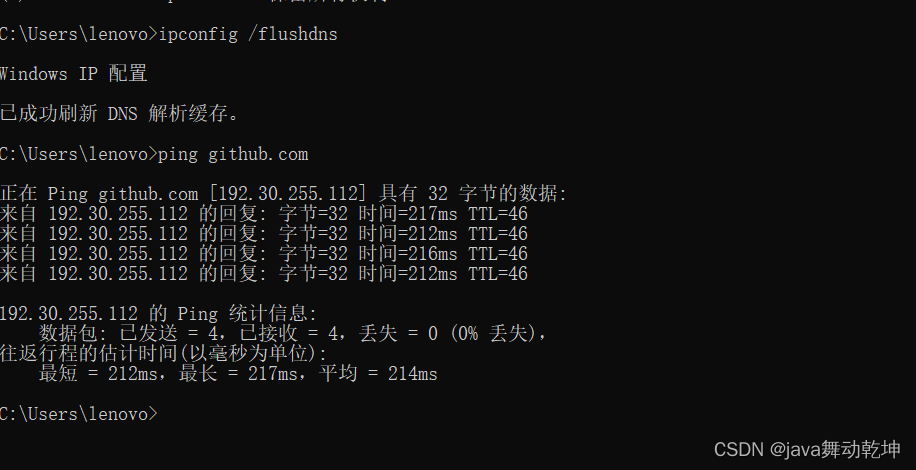 C:\Users\lenovo>ipconfig /flushdns
Windows IP 配置
已成功刷新 DNS 解析缓存。
C:\Users\lenovo>ping github.com
正在 Ping github.com [192.30.255.112] 具有 32 字节的数据:
来自 192.30.255.112 的回复: 字节=32 时间=217ms TTL=46
来自 192.30.255.112 的回复: 字节=32 时间=212ms TTL=46
来自 192.30.255.112 的回复: 字节=32 时间=216ms TTL=46
来自 192.30.255.112 的回复: 字节=32 时间=212ms TTL=46
192.30.255.112 的 Ping 统计信息:
数据包: 已发送 = 4，已接收 = 4，丢失 = 0 (0% 丢失)，
往返行程的估计时间(以毫秒为单位):
最短 = 212ms，最长 = 217ms，平均 = 214ms
C:\Users\lenovo>
CSDN @java舞动乾坤